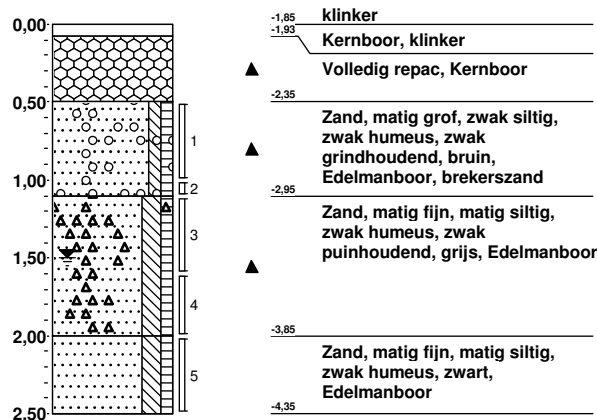 0,00
-1,85
klinker
-1,93
Kernboor, klinker
Volledig repac, Kernboor
0,50
-2,35
Zand, matig grof, zwak siltig,
zwak humeus, zwak
grindhoudend, bruin,
Edelmanboor, brekerszand
1
1,00
2
-2,95
Zand, matig fijn, matig siltig,
zwak humeus, zwak
puinhoudend, grijs, Edelmanboor
3
1,50
4
2,00
-3,85
Zand, matig fijn, matig siltig,
zwak humeus, zwart,
Edelmanboor
5
2,50
-4,35